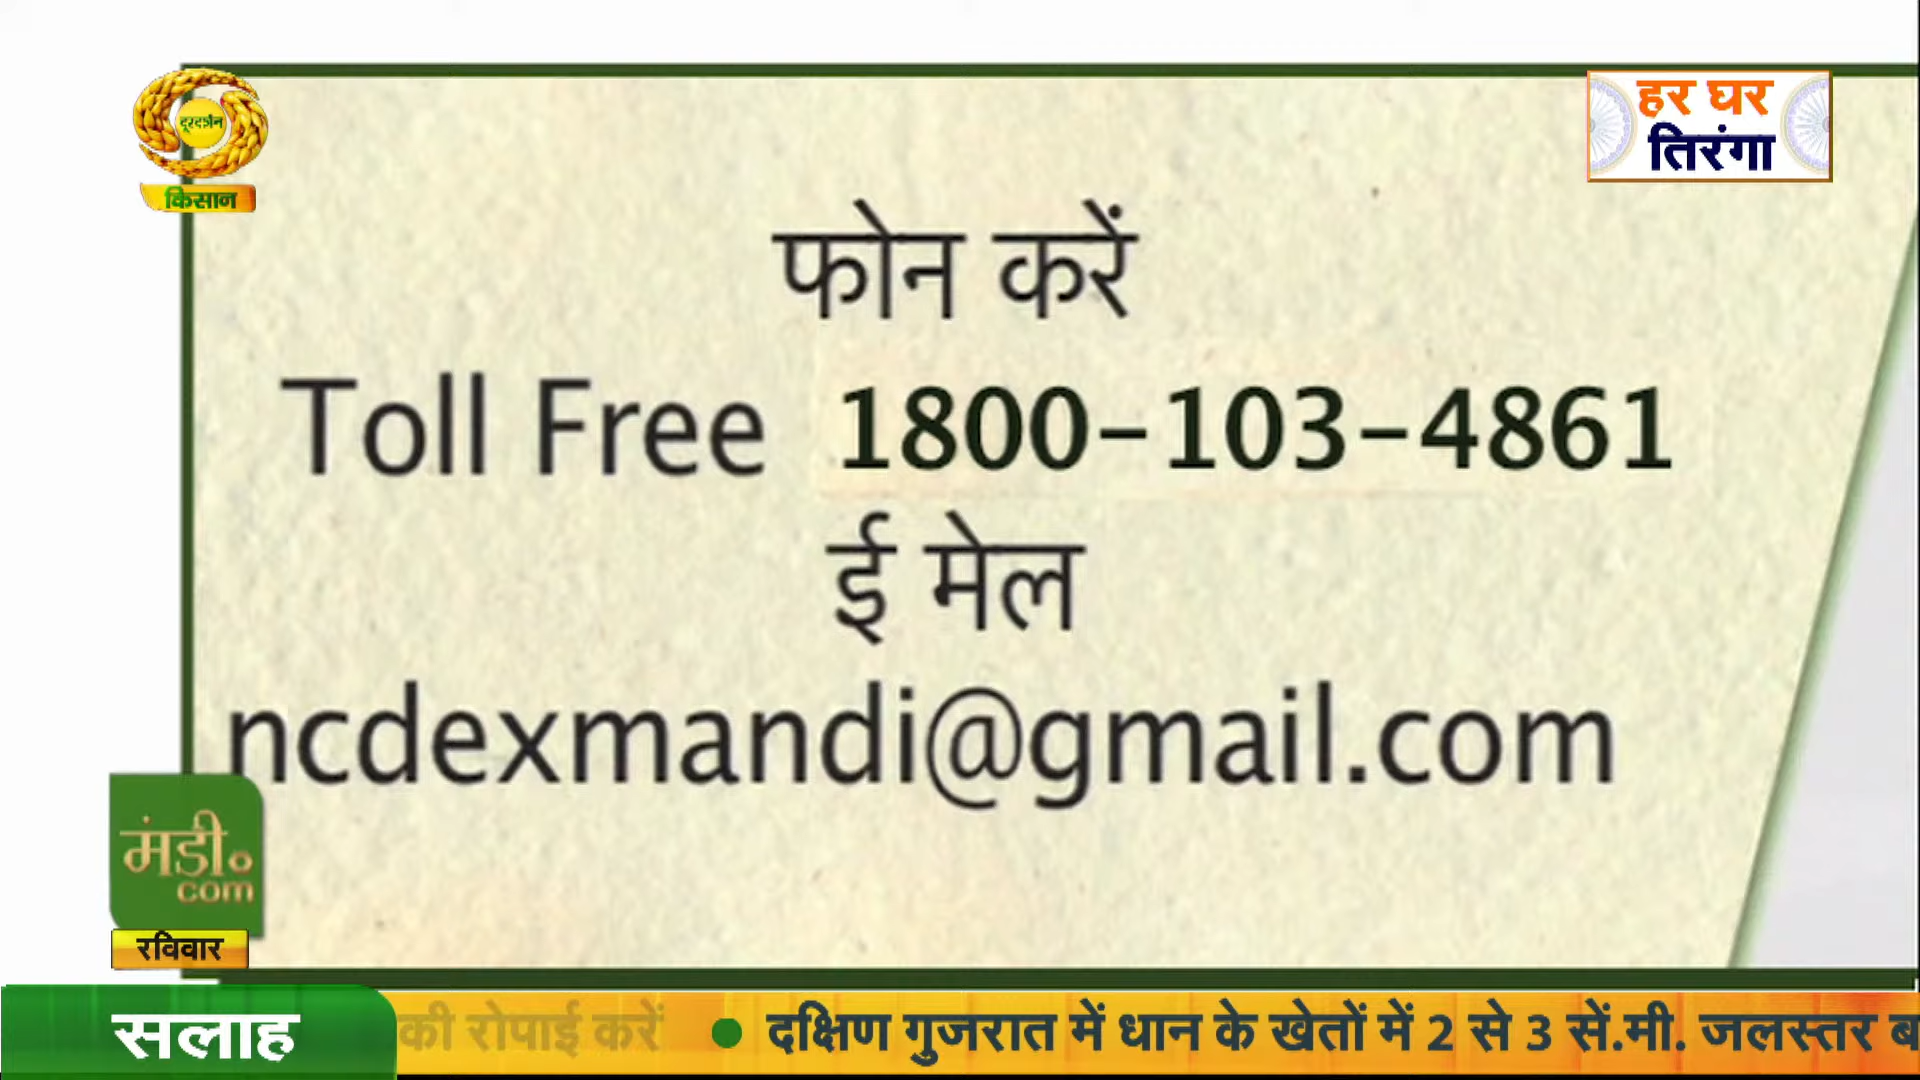 दूरदर्शन
किसान
हर घर
तिरंगा
फोन करें
Toll Free 1800-103-4861
ई मेल
ncdexmandi@gmail.com
मंडी.
com
रविवार
सलाह
की रोपाई करें • दक्षिण गुजरात में धान के खेतों में 2 से 3 सें.मी. जलस्तर